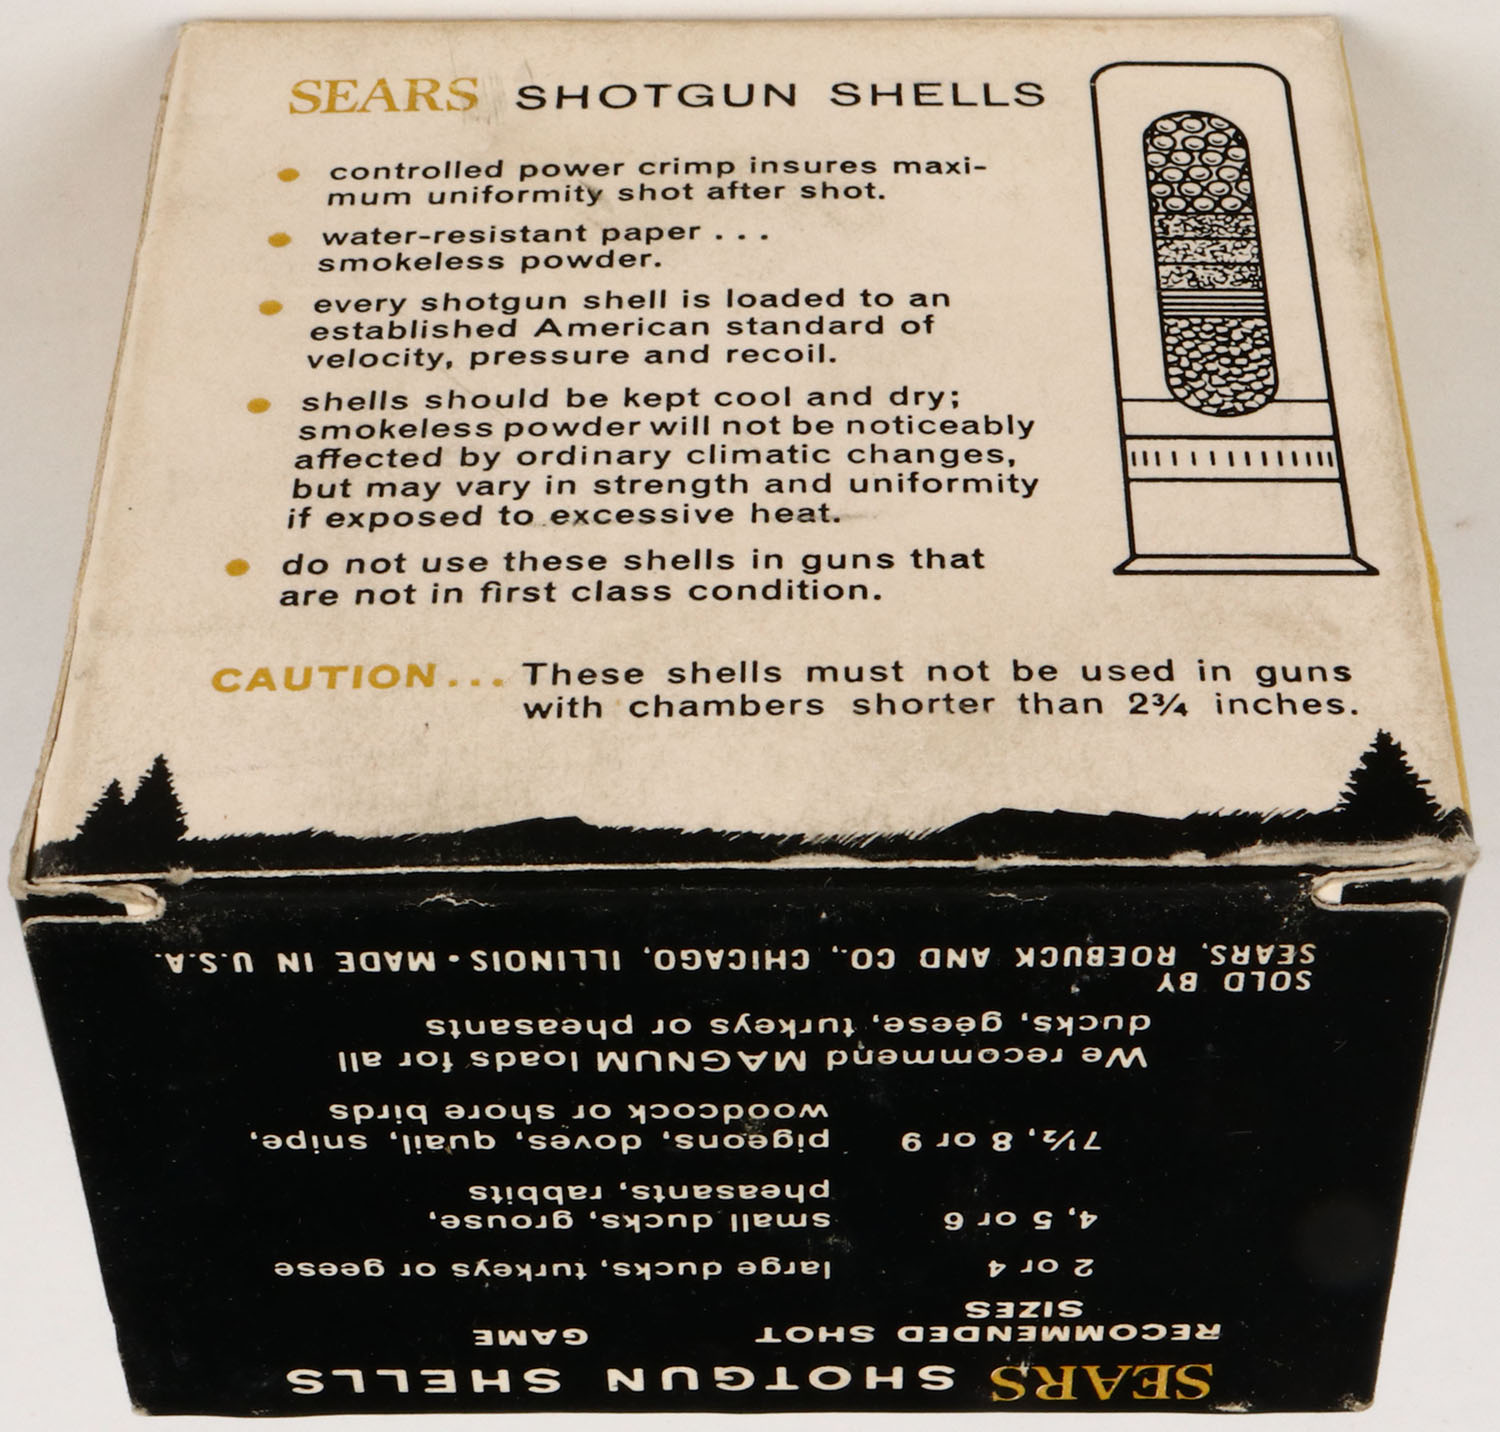 SEARS SHOTGUN SHELLS
• controlled power crimp insures maxi-
mum uniformity shot after shot.
• water-resistant paper . . .
smokeless powder.
• every shotgun shell is loaded to an
established American standard of
velocity, pressure and recoil.
• shells should be kept cool and dry;
smokeless powder will not be noticeably
affected by ordinary climatic changes,
but may vary in strength and uniformity
if exposed to excessive heat.
• do not use these shells in guns that
are not in first class condition.
CAUTION... These shells must not be used in guns
with chambers shorter than 2¾ inches.
SEARS SHOTGUN SHELLS
RECOMMENDED SHOT GAME
SIZES
2 or 4 large ducks, turkeys or geese
4, 5 or 6 small ducks, grouse,
pheasants, rabbits
7½, 8 or 9 pigeons, doves, quail, snipe,
woodcock or shore birds
We recommend MAGNUM loads for all
ducks, geese, turkeys or pheasants
SOLD BY
SEARS, ROEBUCK AND CO., CHICAGO, ILLINOIS • MADE IN U.S.A.